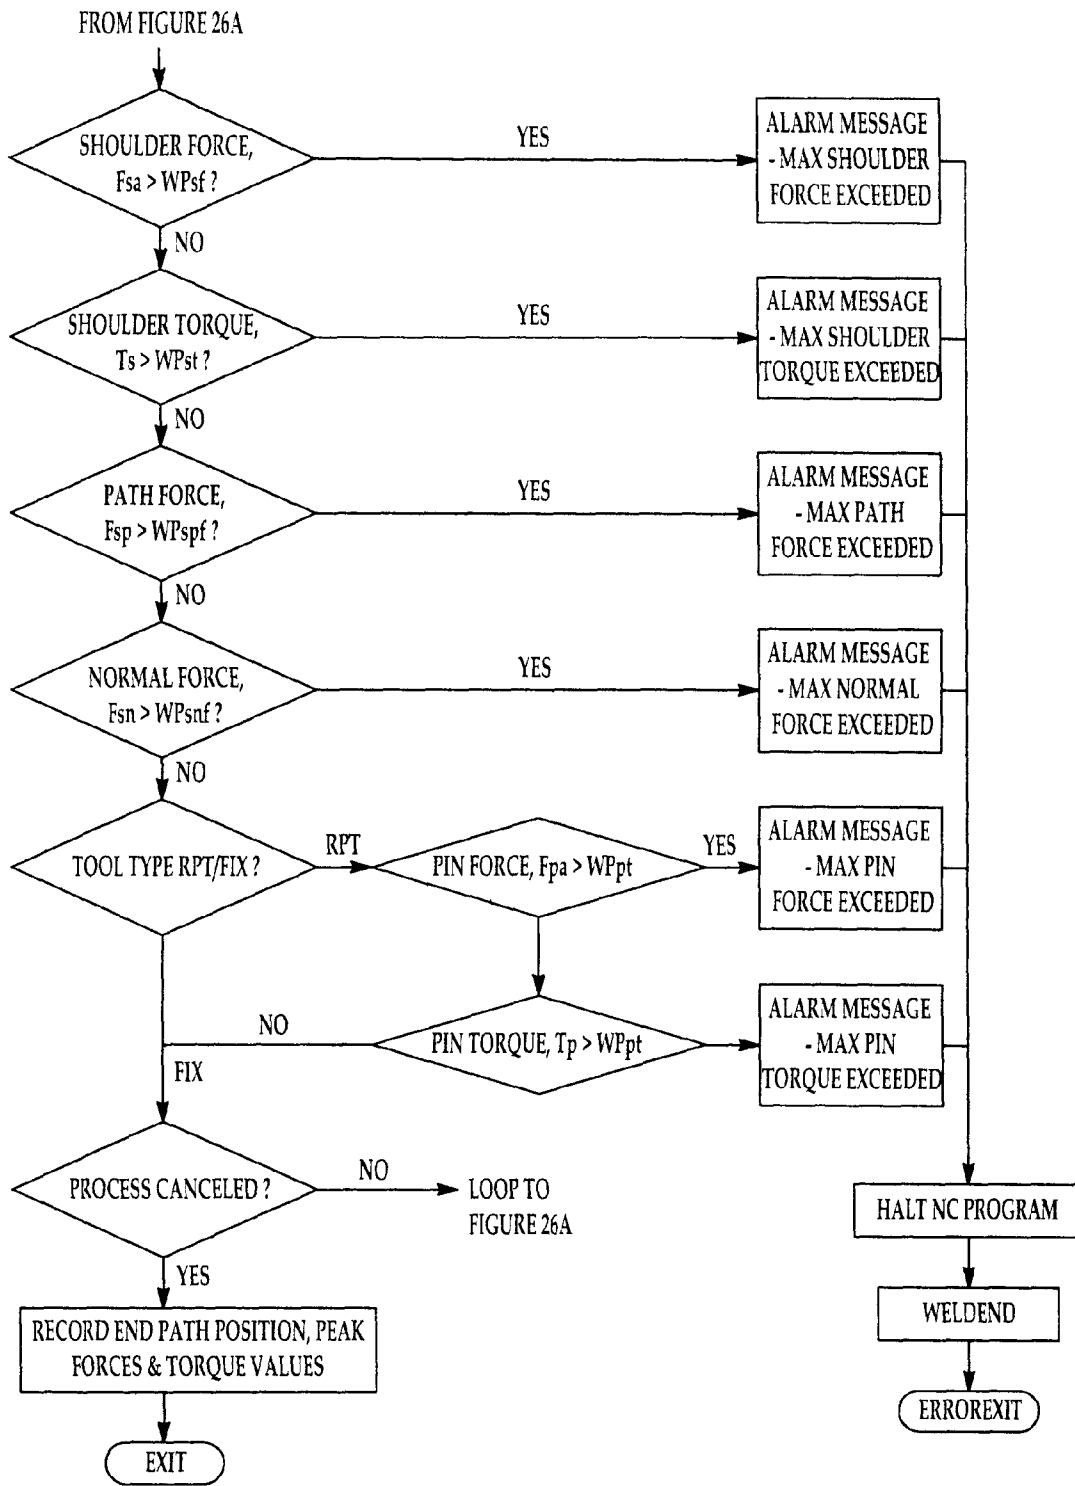 FROM FIGURE 26A
SHOULDER FORCE,
Fsa > WPsf ?
YES
ALARM MESSAGE
- MAX SHOULDER
FORCE EXCEEDED
NO
SHOULDER TORQUE,
Ts > WPst ?
YES
ALARM MESSAGE
- MAX SHOULDER
TORQUE EXCEEDED
NO
PATH FORCE,
Fsp > WPspf ?
YES
ALARM MESSAGE
- MAX PATH
FORCE EXCEEDED
NO
NORMAL FORCE,
Fsn > WPsnf ?
YES
ALARM MESSAGE
- MAX NORMAL
FORCE EXCEEDED
NO
TOOL TYPE RPT/FIX ?
RPT
PIN FORCE, Fpa > WPpt
YES
ALARM MESSAGE
- MAX PIN
FORCE EXCEEDED
NO
PIN TORQUE, Tp > WPpt
ALARM MESSAGE
- MAX PIN
TORQUE EXCEEDED
FIX
PROCESS CANCELED ?
NO
LOOP TO
FIGURE 26A
HALT NC PROGRAM
YES
WELDEND
RECORD END PATH POSITION, PEAK
FORCES & TORQUE VALUES
ERROREXIT
EXIT